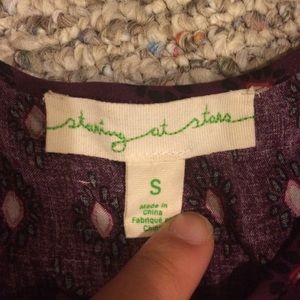 staring at stars
S
Made in
China
Fabriqué
Chine